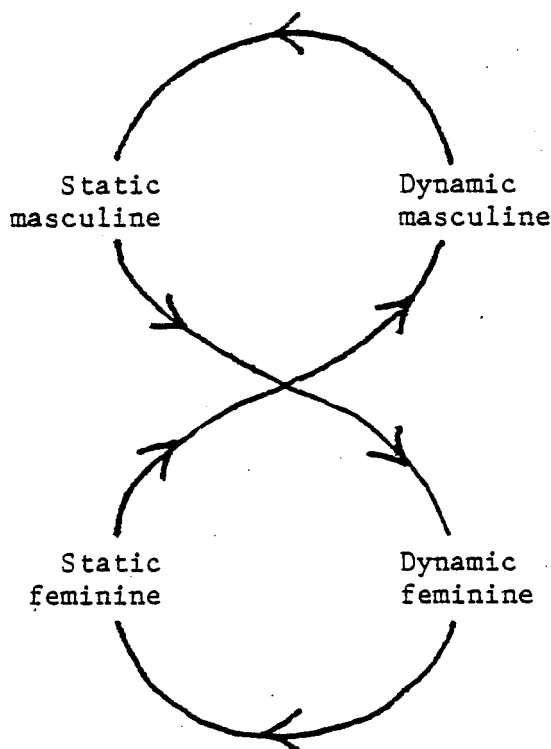 Static
masculine
Dynamic
masculine
Static
feminine
Dynamic
feminine